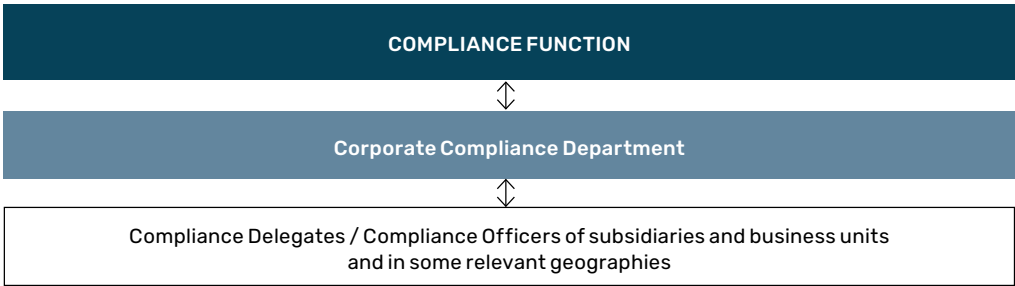 COMPLIANCE FUNCTION
Corporate Compliance Department
Compliance Delegates / Compliance Officers of subsidiaries and business units
and in some relevant geographies